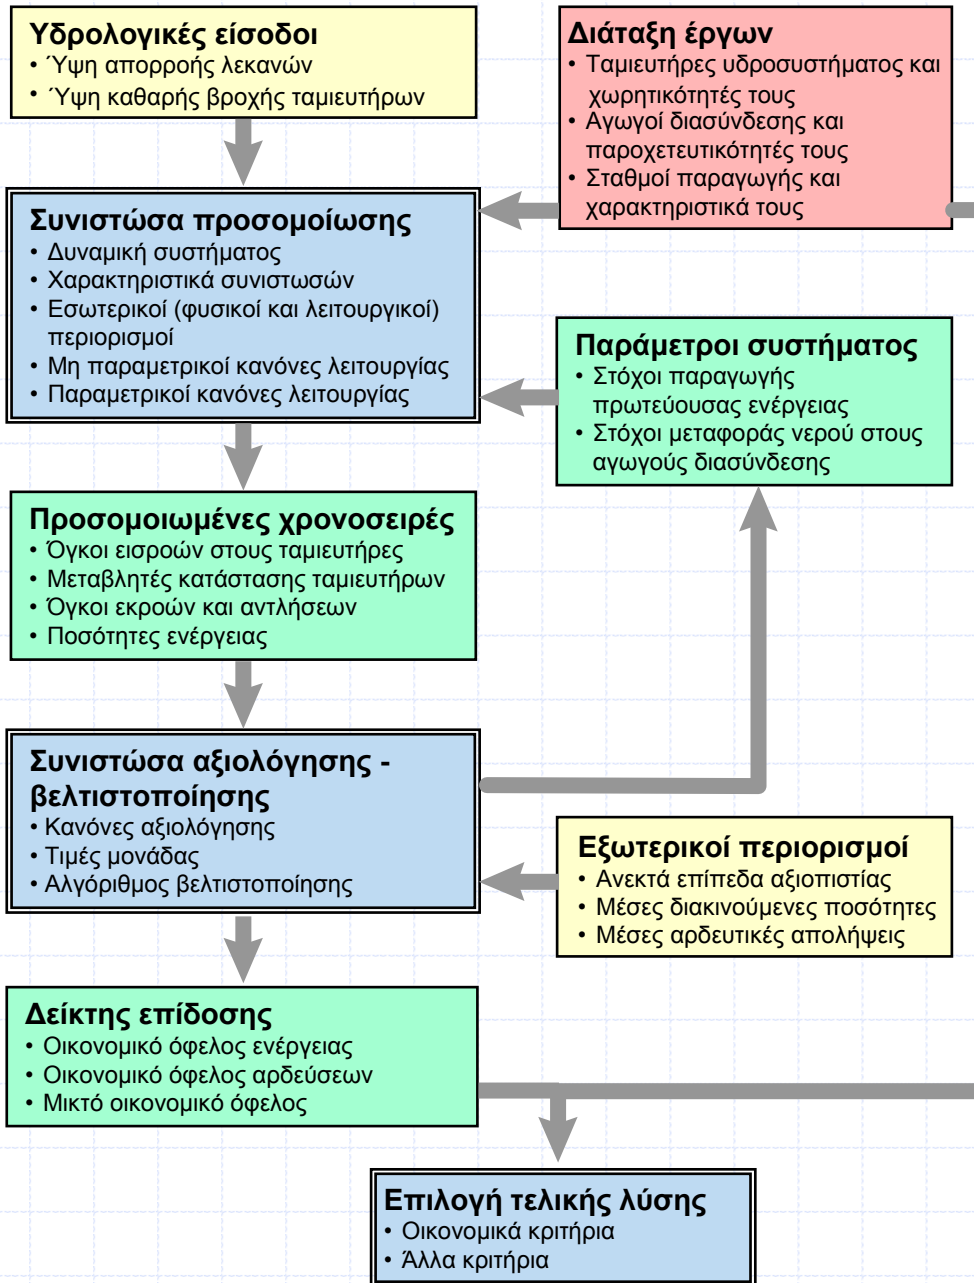 Υδρολογικές είσοδοι
• Ύψη απορροής λεκανών
• Ύψη καθαρής βροχής ταμιευτήρων
Διάταξη έργων
• Ταμιευτήρες υδροσυστήματος και
χωρητικότητές τους
• Αγωγοί διασύνδεσης και
παροχετευτικότητές τους
• Σταθμοί παραγωγής και
χαρακτηριστικά τους
Συνιστώσα προσομοίωσης
• Δυναμική συστήματος
• Χαρακτηριστικά συνιστωσών
• Εσωτερικοί (φυσικοί και λειτουργικοί)
περιορισμοί
• Μη παραμετρικοί κανόνες λειτουργίας
• Παραμετρικοί κανόνες λειτουργίας
Παράμετροι συστήματος
• Στόχοι παραγωγής
πρωτεύουσας ενέργειας
• Στόχοι μεταφοράς νερού στους
αγωγούς διασύνδεσης
Προσομοιωμένες χρονοσειρές
• Όγκοι εισροών στους ταμιευτήρες
• Μεταβλητές κατάστασης ταμιευτήρων
• Όγκοι εκροών και αντλήσεων
• Ποσότητες ενέργειας
Συνιστώσα αξιολόγησης -
βελτιστοποίησης
• Κανόνες αξιολόγησης
• Τιμές μονάδας
• Αλγόριθμος βελτιστοποίησης
Εξωτερικοί περιορισμοί
• Ανεκτά επίπεδα αξιοπιστίας
• Μέσες διακινούμενες ποσότητες
• Μέσες αρδευτικές απολήψεις
Δείκτης επίδοσης
• Οικονομικό όφελος ενέργειας
• Οικονομικό όφελος αρδεύσεων
• Μικτό οικονομικό όφελος
Επιλογή τελικής λύσης
• Οικονομικά κριτήρια
• Άλλα κριτήρια